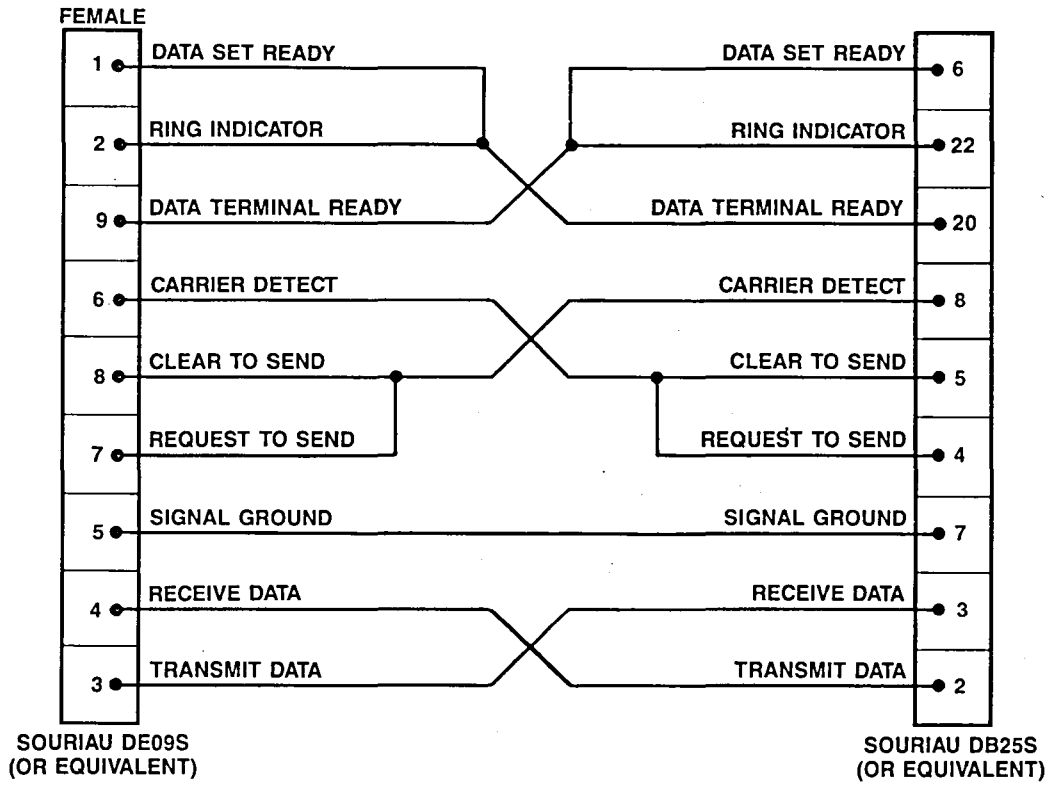 FEMALE
1 DATA SET READY DATA SET READY 6
2 RING INDICATOR RING INDICATOR 22
9 DATA TERMINAL READY DATA TERMINAL READY 20
6 CARRIER DETECT CARRIER DETECT 8
8 CLEAR TO SEND CLEAR TO SEND 5
7 REQUEST TO SEND REQUEST TO SEND 4
5 SIGNAL GROUND SIGNAL GROUND 7
4 RECEIVE DATA RECEIVE DATA 3
3 TRANSMIT DATA TRANSMIT DATA 2
SOURIAU DE09S
(OR EQUIVALENT)
SOURIAU DB25S
(OR EQUIVALENT)